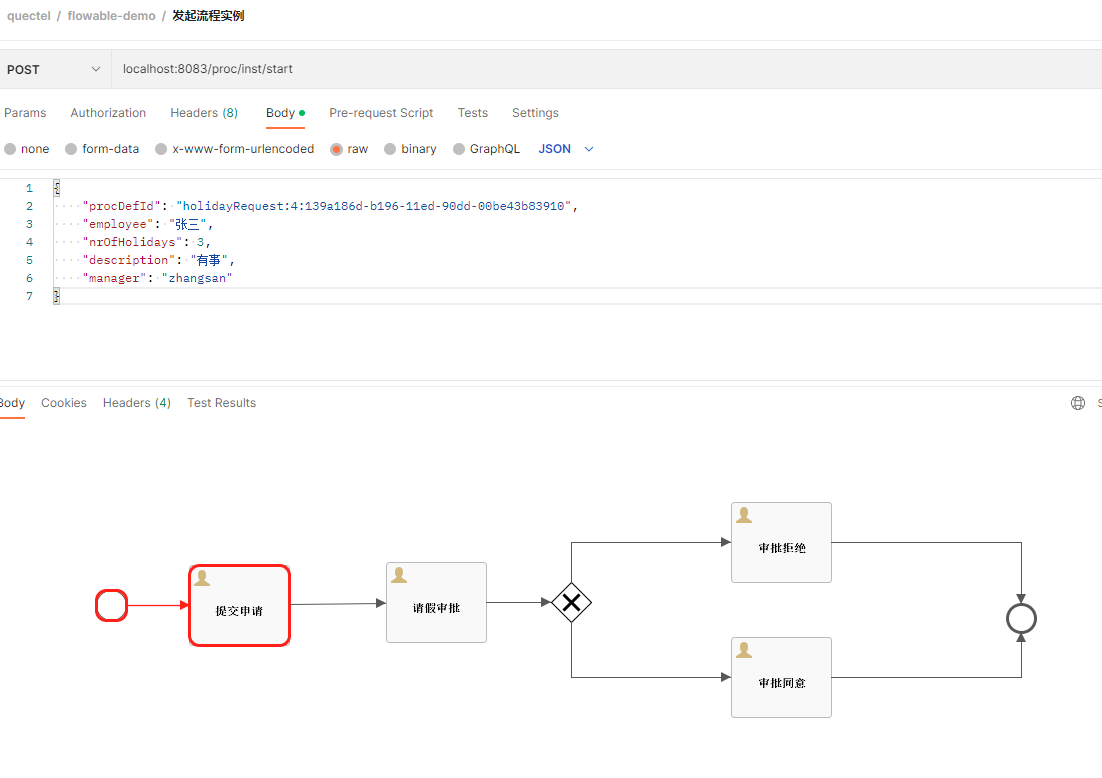 quectel / flowable-demo / 发起流程实例
POST localhost:8083/proc/inst/start
Params Authorization Headers (8) Body Pre-request Script Tests Settings
none form-data x-www-form-urlencoded raw binary GraphQL JSON
1 {
2 "procDefId": "holidayRequest:4:139a186d-b196-11ed-90dd-00be43b83910",
3 "employee": "张三",
4 "nrOfHolidays": 3,
5 "description": "有事",
6 "manager": "zhangsan"
7 }
Body Cookies Headers (4) Test Results S
审批拒绝
提交申请
请假审批
审批同意